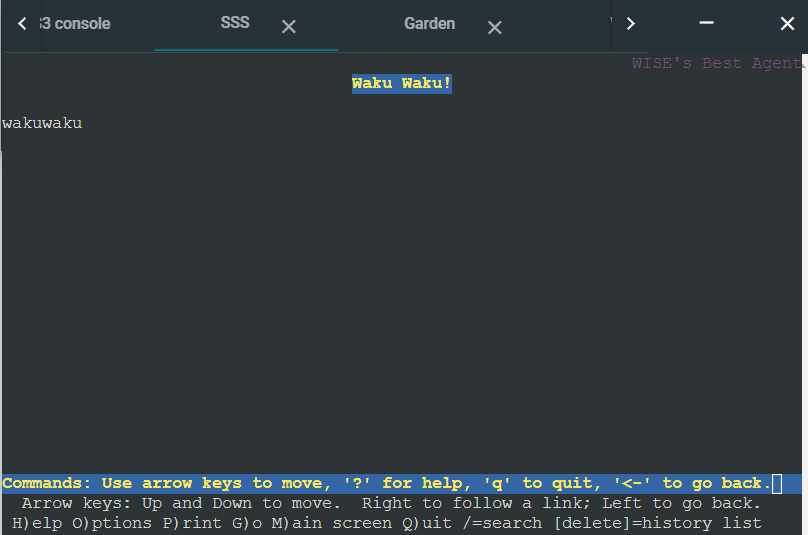 S3 console
SSS
Garden
WISE's Best Agent
Waku Waku!
wakuwaku
Commands: Use arrow keys to move, '?' for help, 'q' to quit, '<-' to go back.
Arrow keys: Up and Down to move. Right to follow a link; Left to go back.
H)elp O)ptions P)rint G)o M)ain screen Q)uit /=search [delete]=history list